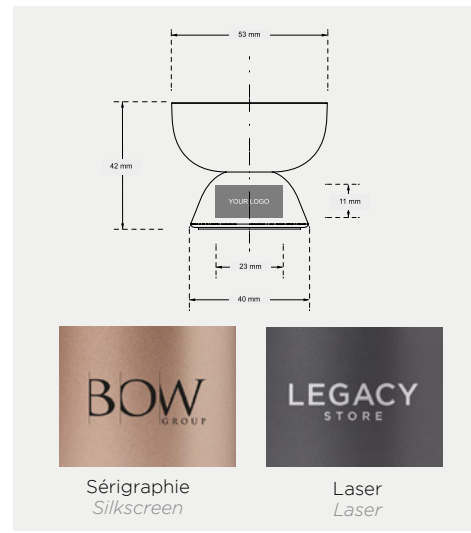 53 mm
42 mm
YOUR LOGO
11 mm
23 mm
40 mm
BOW
GROUP
LEGACY
STORE
Sérigraphie
Silkscreen
Laser
Laser